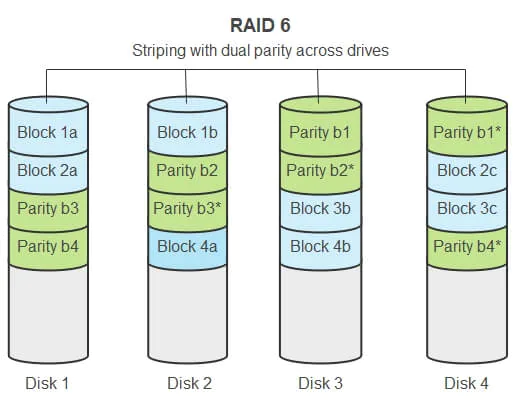 RAID 6
Striping with dual parity across drives
Block 1a
Block 1b
Parity b1
Parity b1*
Block 2a
Parity b2
Parity b2*
Block 2c
Parity b3
Parity b3*
Block 3b
Block 3c
Parity b4
Block 4a
Block 4b
Parity b4*
Disk 1
Disk 2
Disk 3
Disk 4